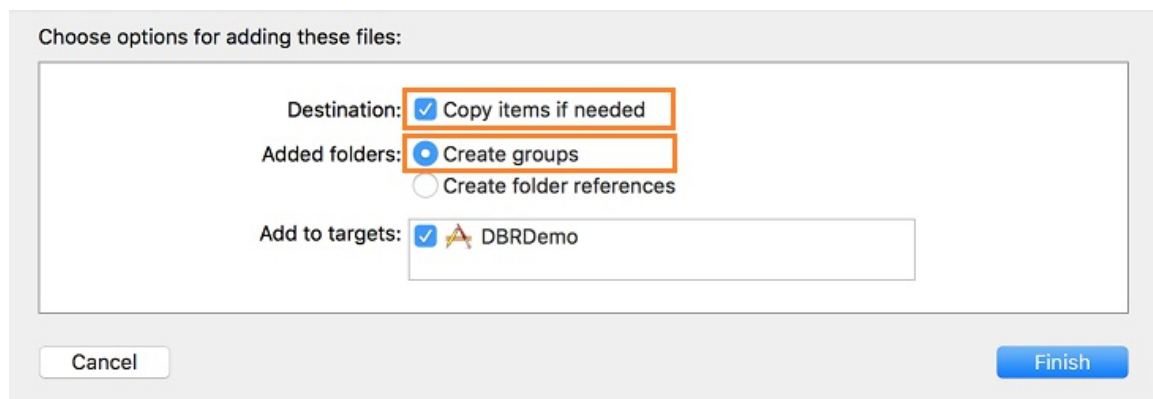 Choose options for adding these files:
Destination: Copy items if needed
Added folders: Create groups
Create folder references
Add to targets: DBRDemo
Cancel Finish